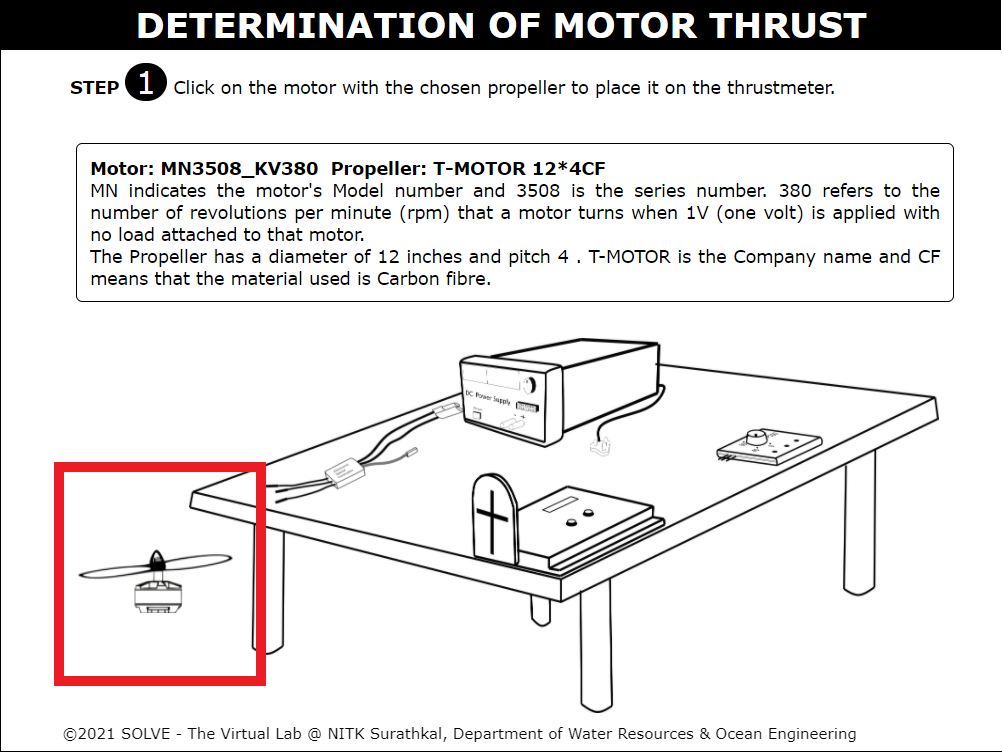 DETERMINATION OF MOTOR THRUST
STEP 1 Click on the motor with the chosen propeller to place it on the thrustmeter.
Motor: MN3508_KV380 Propeller: T-MOTOR 12*4CF
MN indicates the motor's Model number and 3508 is the series number. 380 refers to the
number of revolutions per minute (rpm) that a motor turns when 1V (one volt) is applied with
no load attached to that motor.
The Propeller has a diameter of 12 inches and pitch 4 . T-MOTOR is the Company name and CF
means that the material used is Carbon fibre.
DC Power Supply
©2021 SOLVE - The Virtual Lab @ NITK Surathkal, Department of Water Resources & Ocean Engineering